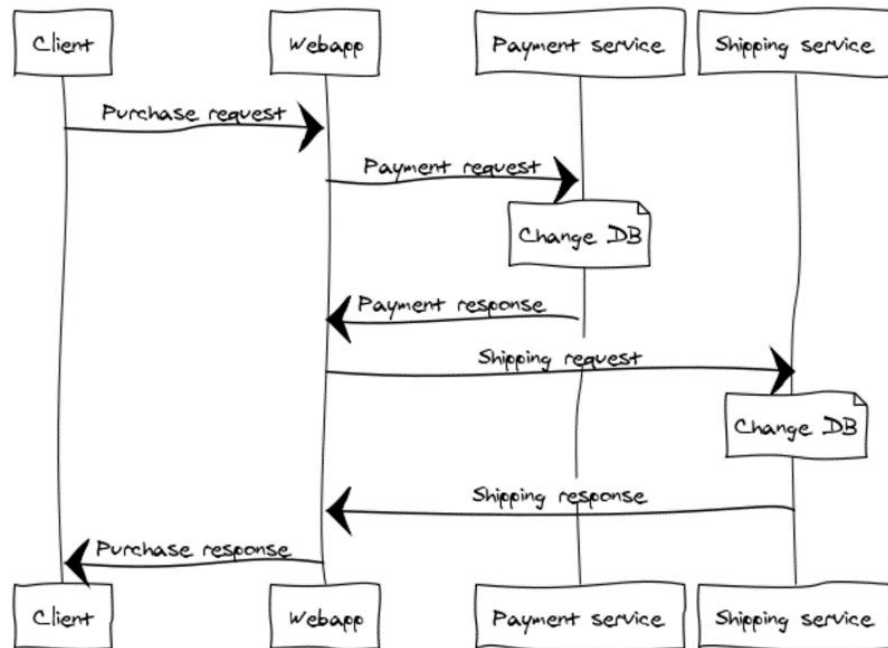 Client
Webapp
Payment service
Shipping service
Purchase request
Payment request
Change DB
Payment response
Shipping request
Change DB
Shipping response
Purchase response
Client
Webapp
Payment service
Shipping service